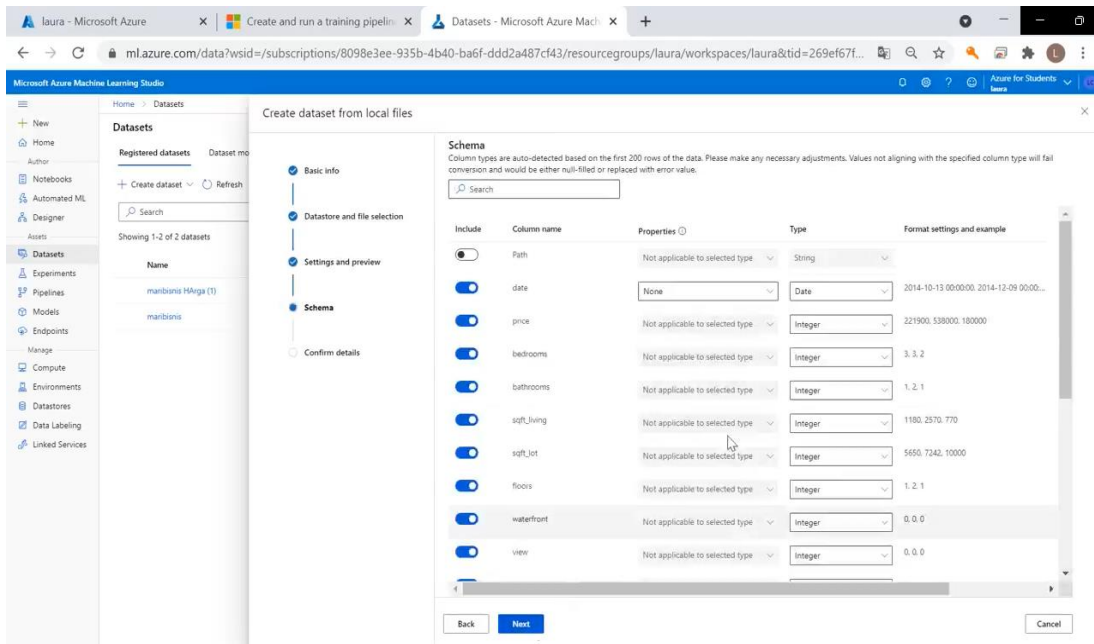 laura - Microsoft Azure
Create and run a training pipelin
Datasets - Microsoft Azure Mach
ml.azure.com/data?wsid=/subscriptions/8098e3ee-935b-4b40-ba6f-ddd2a487cf43/resourcegroups/laura/workspaces/laura&tid=269ef67f...
L
Microsoft Azure Machine Learning Studio
Azure for Students
laura
New
Home
Author
Notebooks
Automated ML
Designer
Assets
Datasets
Experiments
Pipelines
Models
Endpoints
Manage
Compute
Environments
Datastores
Data Labeling
Linked Services
Home > Datasets
Datasets
Registered datasets Dataset mo
+ Create dataset Refresh
Search
Showing 1-2 of 2 datasets
Name
maribisnis HArga (1)
maribisnis
Create dataset from local files
Basic info
Datastore and file selection
Settings and preview
Schema
Confirm details
Schema
Column types are auto-detected based on the first 200 rows of the data. Please make any necessary adjustments. Values not aligning with the specified column type will fail
conversion and would be either null-filled or replaced with error value.
Search
Include Column name Properties Type Format settings and example
Path Not applicable to selected type String
date None Date 2014-10-13 00:00:00, 2014-12-09 00:00:...
price Not applicable to selected type Integer 221900, 538000, 180000
bedrooms Not applicable to selected type Integer 3, 3, 2
bathrooms Not applicable to selected type Integer 1, 2, 1
sqft_living Not applicable to selected type Integer 1180, 2570, 770
sqft_lot Not applicable to selected type Integer 5650, 7242, 10000
floors Not applicable to selected type Integer 1, 2, 1
waterfront Not applicable to selected type Integer 0, 0, 0
view Not applicable to selected type Integer 0, 0, 0
Back Next Cancel